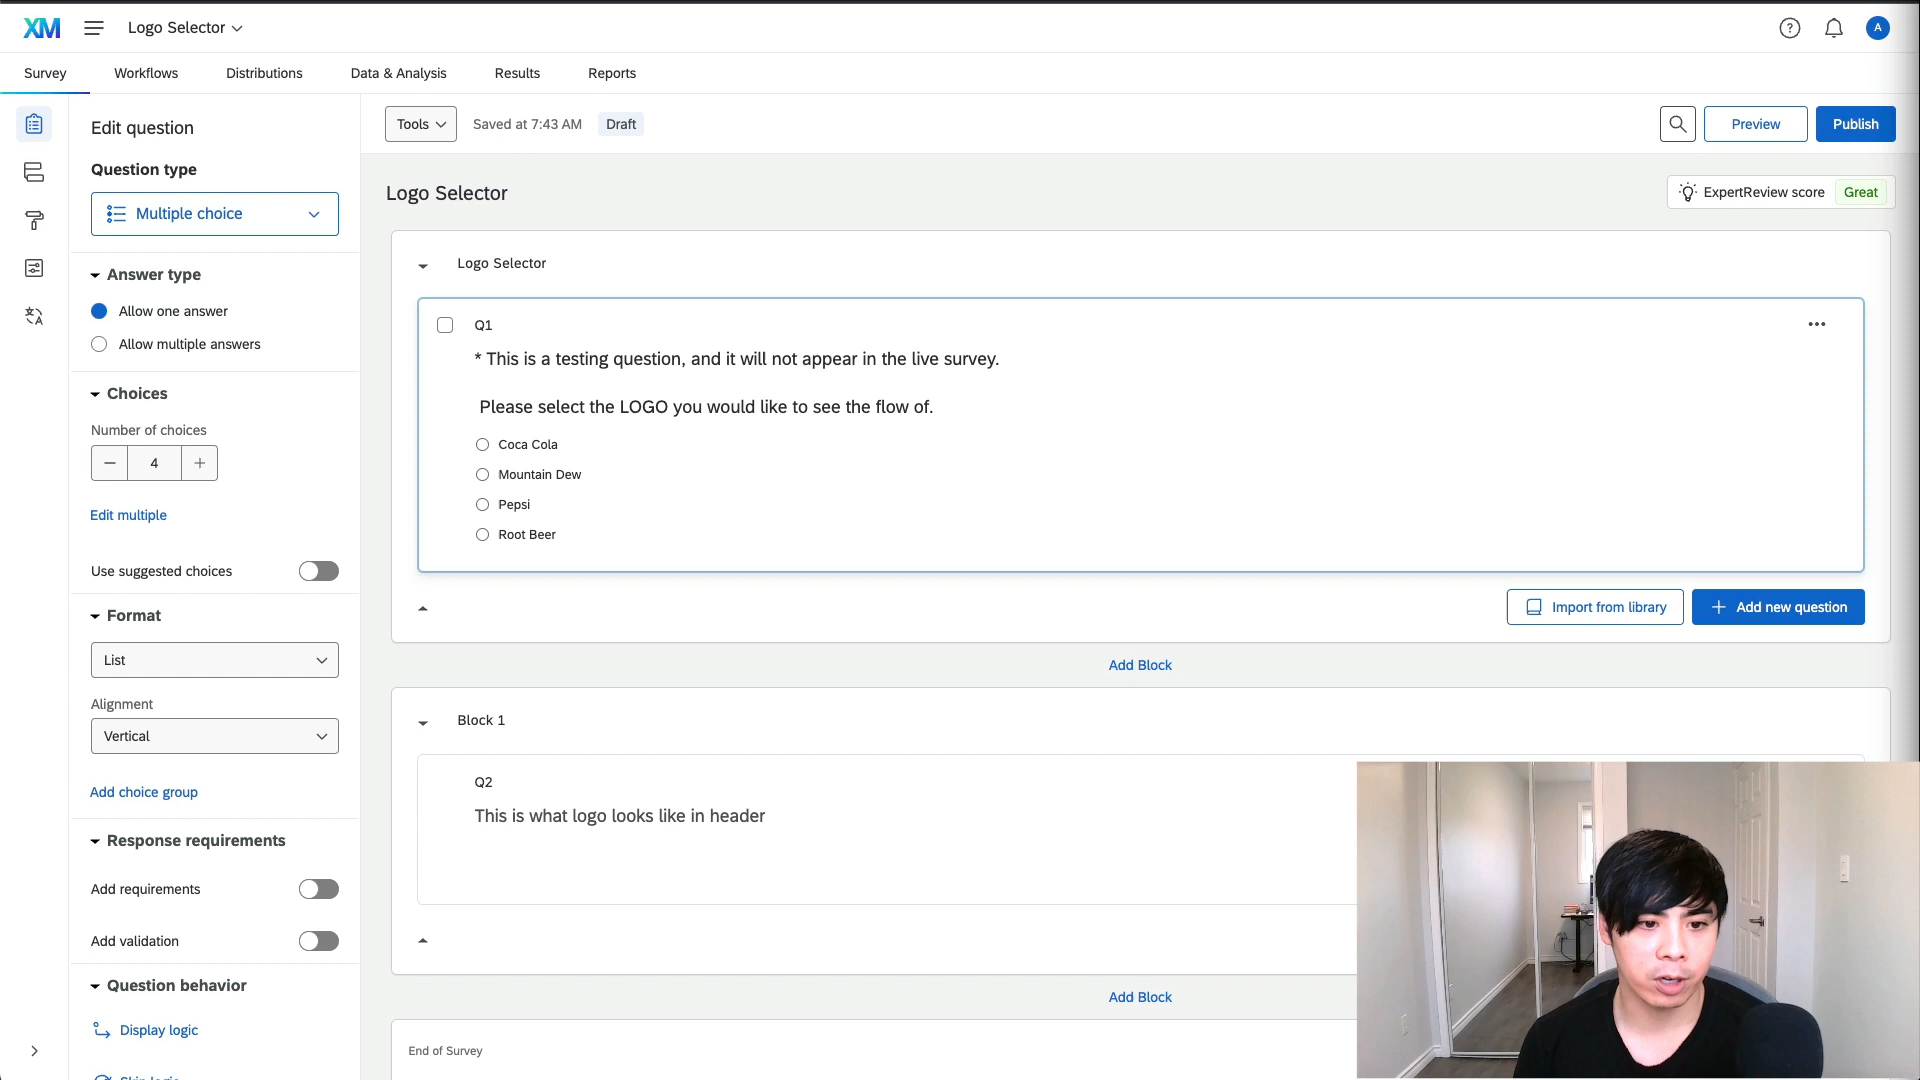 XM
Logo Selector
A
Survey
Workflows
Distributions
Data & Analysis
Results
Reports
Edit question
Question type
Multiple choice
Answer type
Allow one answer
Allow multiple answers
Choices
Number of choices
4
Edit multiple
Use suggested choices
Format
List
Alignment
Vertical
Add choice group
Response requirements
Add requirements
Add validation
Question behavior
Display logic
Skip logic
Tools
Saved at 7:43 AM
Draft
Preview
Publish
Logo Selector
ExpertReview score
Great
Logo Selector
Q1
* This is a testing question, and it will not appear in the live survey.
Please select the LOGO you would like to see the flow of.
Coca Cola
Mountain Dew
Pepsi
Root Beer
Import from library
Add new question
Add Block
Block 1
Q2
This is what logo looks like in header
Add Block
End of Survey